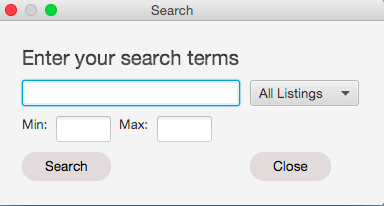 Search
Enter your search terms
All Listings
Min: Max:
Search Close